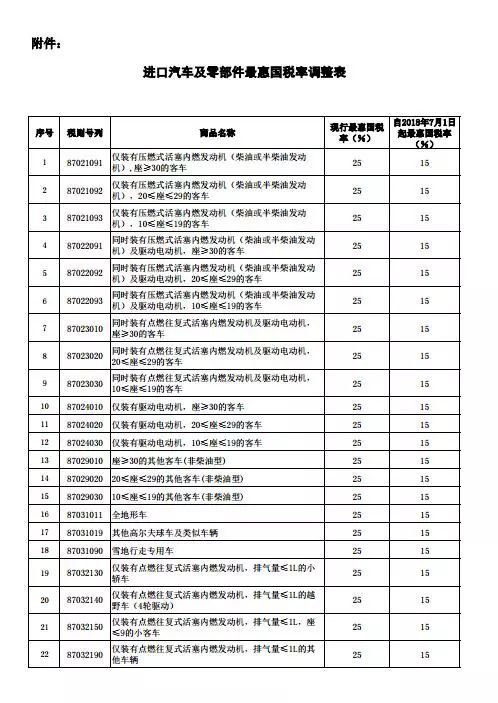 附件：
进口汽车及零部件最惠国税率调整表
序号 税则号列 商品名称 现行最惠国税率（%） 自2018年7月1日起最惠国税率（%）
1 87021091 仅装有压燃式活塞内燃发动机（柴油或半柴油发动机）,座≥30的客车 25 15
2 87021092 仅装有压燃式活塞内燃发动机（柴油或半柴油发动机），20≤座≤29的客车 25 15
3 87021093 仅装有压燃式活塞内燃发动机（柴油或半柴油发动机），10≤座≤19的客车 25 15
4 87022091 同时装有压燃式活塞内燃发动机（柴油或半柴油发动机）及驱动电动机，座≥30的客车 25 15
5 87022092 同时装有压燃式活塞内燃发动机（柴油或半柴油发动机）及驱动电动机，20≤座≤29的客车 25 15
6 87022093 同时装有压燃式活塞内燃发动机（柴油或半柴油发动机）及驱动电动机，10≤座≤19的客车 25 15
7 87023010 同时装有点燃往复式活塞内燃发动机及驱动电动机，座≥30的客车 25 15
8 87023020 同时装有点燃往复式活塞内燃发动机及驱动电动机，20≤座≤29的客车 25 15
9 87023030 同时装有点燃往复式活塞内燃发动机及驱动电动机，10≤座≤19的客车 25 15
10 87024010 仅装有驱动电动机，座≥30的客车 25 15
11 87024020 仅装有驱动电动机，20≤座≤29的客车 25 15
12 87024030 仅装有驱动电动机，10≤座≤19的客车 25 15
13 87029010 座≥30的其他客车(非柴油型) 25 15
14 87029020 20≤座≤29的其他客车(非柴油型) 25 15
15 87029030 10≤座≤19的其他客车(非柴油型) 25 15
16 87031011 全地形车 25 15
17 87031019 其他高尔夫球车及类似车辆 25 15
18 87031090 雪地行走专用车 25 15
19 87032130 仅装有点燃往复式活塞内燃发动机，排气量≤1L的小轿车 25 15
20 87032140 仅装有点燃往复式活塞内燃发动机，排气量≤1L的越野车（4轮驱动） 25 15
21 87032150 仅装有点燃往复式活塞内燃发动机，排气量≤1L，座≤9的小客车 25 15
22 87032190 仅装有点燃往复式活塞内燃发动机，排气量≤1L的其他车辆 25 15